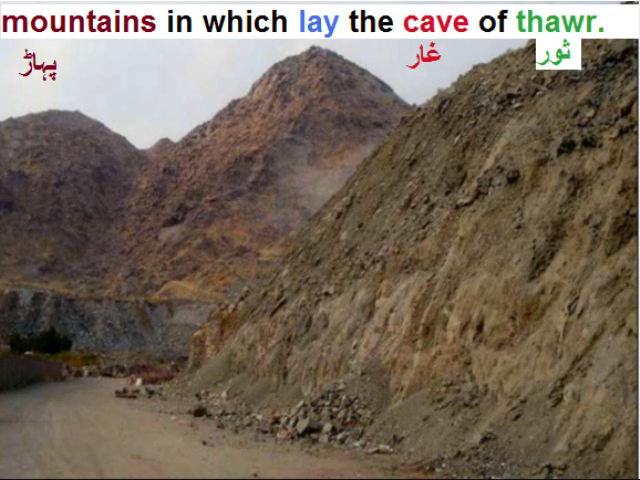 mountains in which lay the cave of thawr.
پہاڑ غار ثور